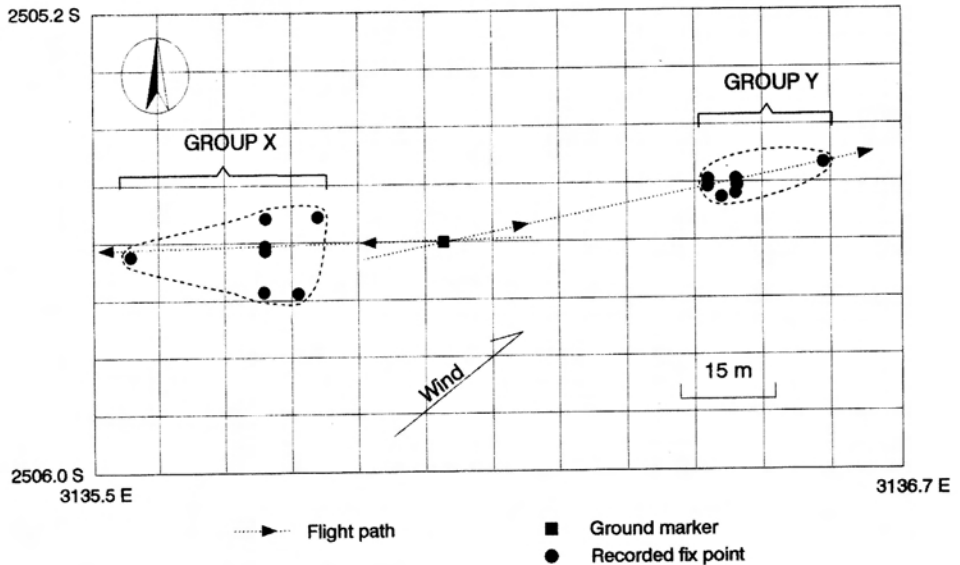 2505.2 S
GROUP Y
GROUP X
Wind
15 m
2506.0 S
3135.5 E
3136.7 E
Flight path
Ground marker
Recorded fix point